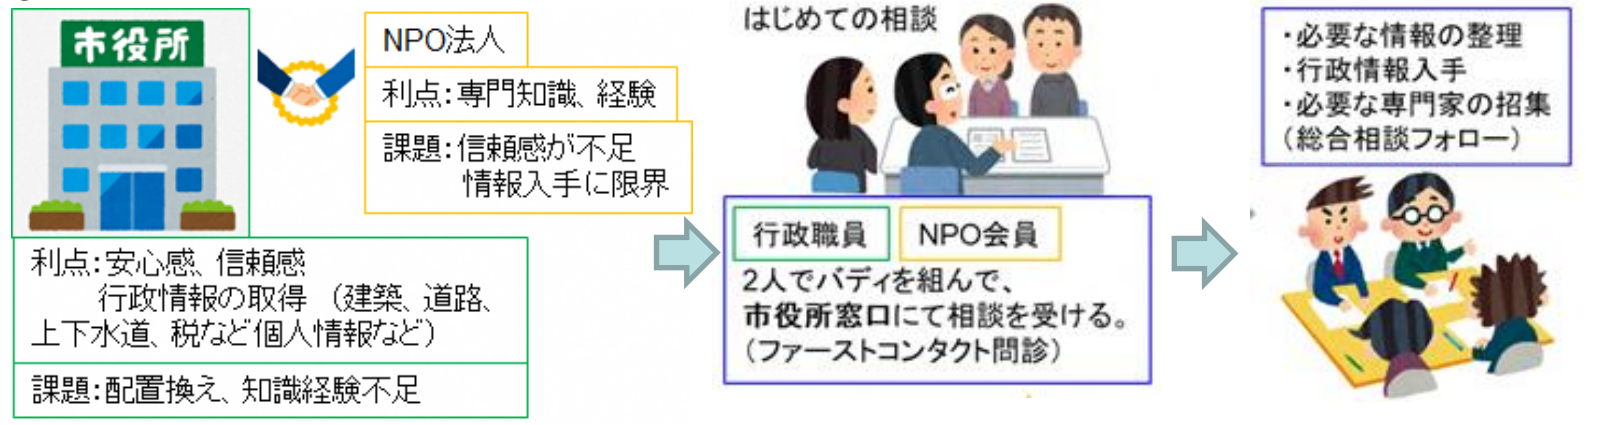 市役所
NPO法人
利点：専門知識、経験
課題：信頼感が不足
情報入手に限界
利点：安心感、信頼感
行政情報の取得　（建築、道路、
上下水道、税など個人情報など）
課題：配置換え、知識経験不足
はじめての相談
行政職員
NPO会員
2人でバディを組んで、
市役所窓口にて相談を受ける。
（ファーストコンタクト問診）
・必要な情報の整理
・行政情報入手
・必要な専門家の招集
（総合相談フォロー）